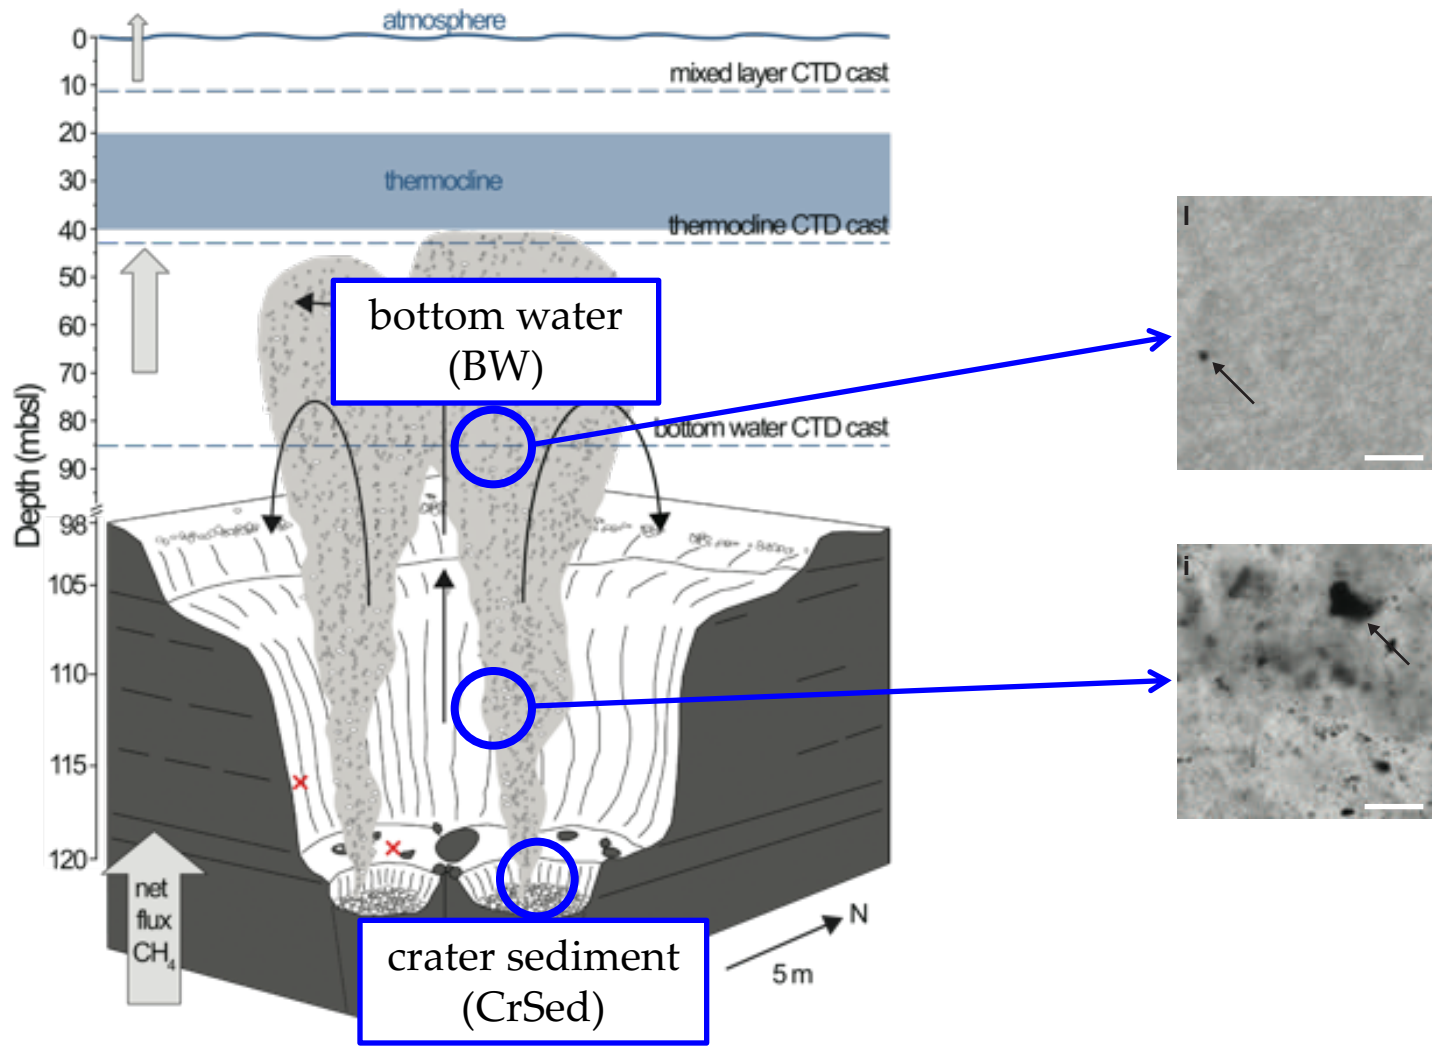 atmosphere
0
mixed layer CTD cast
10
20
thermocline
30
thermocline CTD cast
40
50
bottom water
(BW)
60
70
80
bottom water CTD cast
90
Depth (mbsl)
98
105
110
115
120
net
flux
CH₄
crater sediment
(CrSed)
N
5 m
l
i